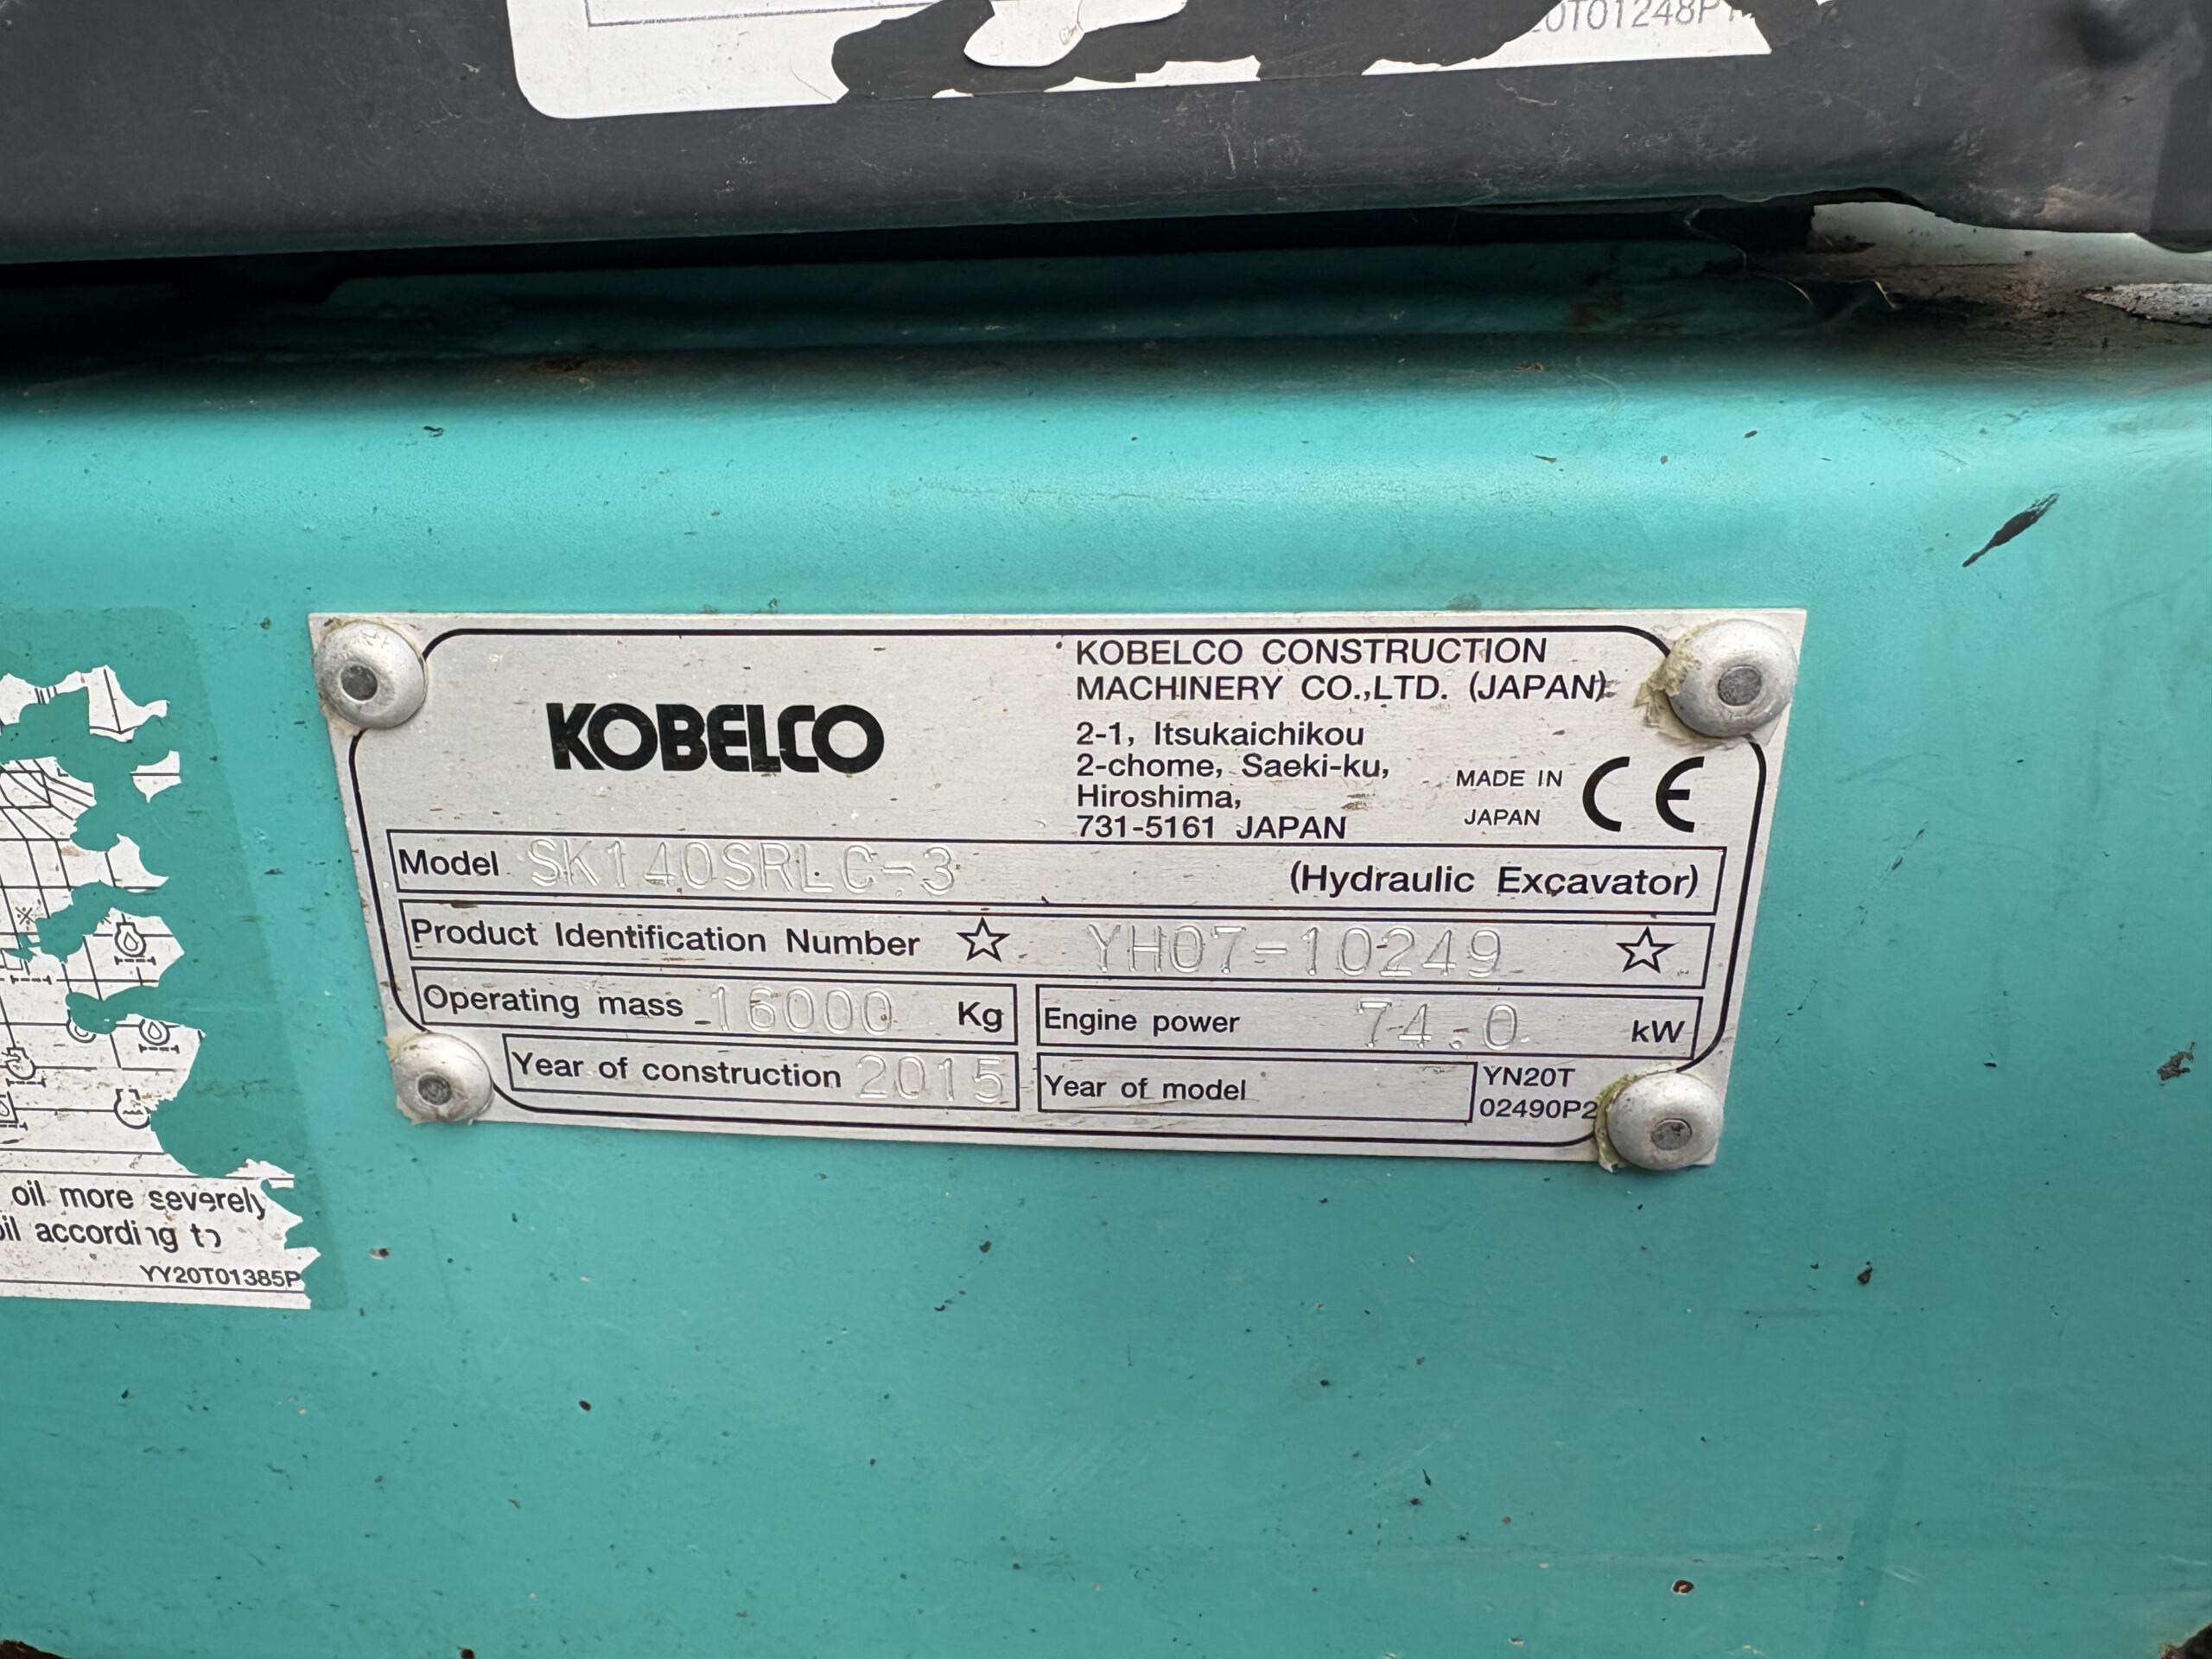 KOBELCO
KOBELCO CONSTRUCTION
MACHINERY CO.,LTD. (JAPAN)
2-1, Itsukaichikou
2-chome, Saeki-ku,
Hiroshima,
731-5161 JAPAN
MADE IN
JAPAN
CE
Model SK140SRLC-3 (Hydraulic Excavator)
Product Identification Number ☆ YH07-10249 ☆
Operating mass 16000 Kg
Engine power 74.0 kW
Year of construction 2015
Year of model
YN20T
02490P2
oil more severely
oil according to
YY20T01385P